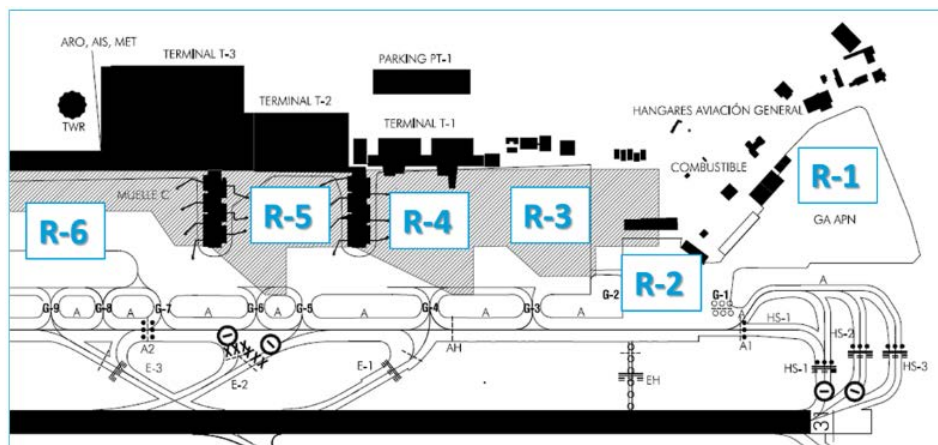 ARO, AIS, MET
TERMINAL T-3
PARKING PT-1
TERMINAL T-2
TWR
TERMINAL T-1
HANGARES AVIACIÓN GENERAL
COMBUSTIBLE
MUELLE C
R-6
R-5
R-4
R-3
R-2
R-1
GA APN
G-9
A
G-8
A
G-7
A
G-6
A
G-5
A
G-4
A
G-3
A
G-2
G-1
A
A
A2
E-3
E-2
E-1
AH
EH
A1
HS-1
HS-2
HS-1
HS-3
31